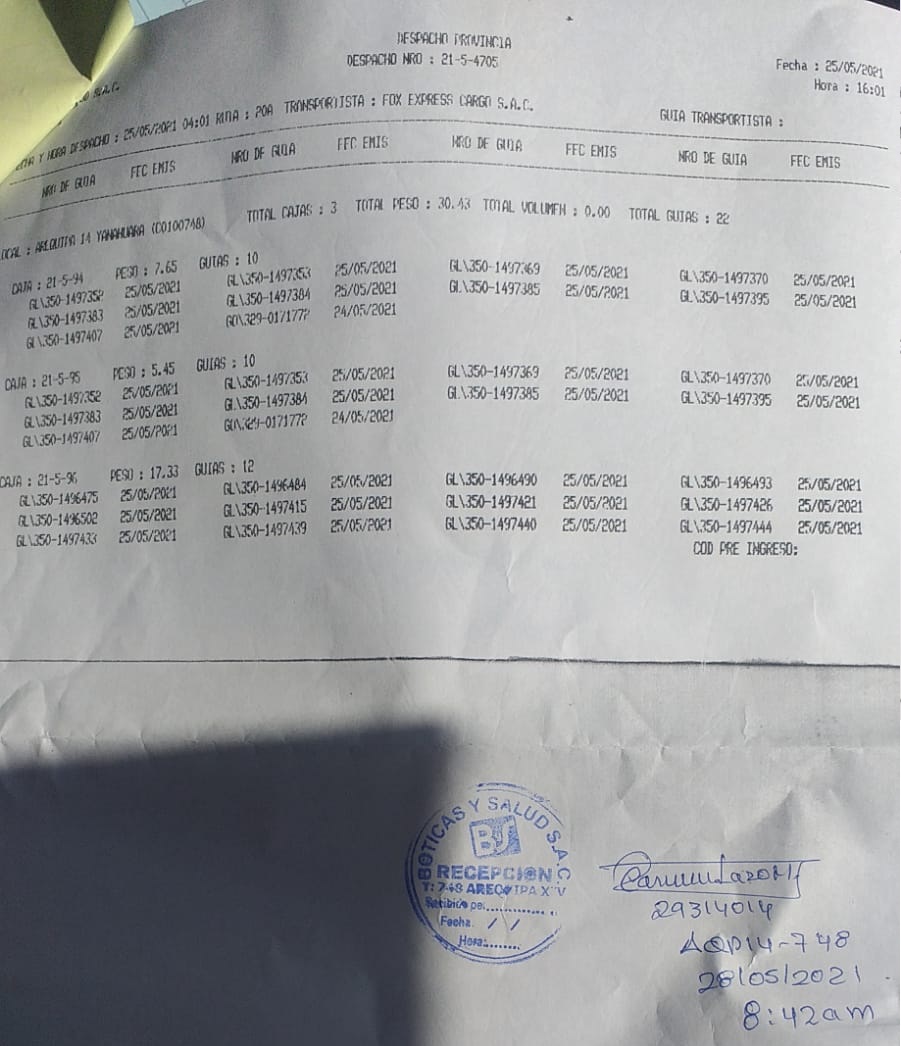 DESPACHO PROVINCIA
DESPACHO NRO : 21-5-4705
Fecha : 25/05/2021
Hora : 16:01
S.A.C.
Y HORA DESPACHO : 25/05/2021 04:01 RUTA : 20A TRANSPORTISTA : FOX EXPRESS CARGO S.A.C. GUIA TRANSPORTISTA :
NRO DE GUIA FEC EMIS NRO DE GUIA FEC EMIS NRO DE GUIA FEC EMIS NRO DE GUIA FEC EMIS
LOCAL : AREQUIPA 14 YANAHUARA (C0100748) TOTAL CAJAS : 3 TOTAL PESO : 30.43 TOTAL VOLUMEN : 0.00 TOTAL GUIAS : 22
CAJA : 21-5-94 PESO : 7.65 GUIAS : 10
GL\350-1497352 25/05/2021 GL\350-1497353 25/05/2021 GL\350-1497369 25/05/2021 GL\350-1497370 25/05/2021
GL\350-1497383 25/05/2021 GL\350-1497384 25/05/2021 GL\350-1497385 25/05/2021 GL\350-1497395 25/05/2021
GL\350-1497407 25/05/2021 GO\329-0171772 24/05/2021
CAJA : 21-5-95 PESO : 5.45 GUIAS : 10
GL\350-1497352 25/05/2021 GL\350-1497353 25/05/2021 GL\350-1497369 25/05/2021 GL\350-1497370 25/05/2021
GL\350-1497383 25/05/2021 GL\350-1497384 25/05/2021 GL\350-1497385 25/05/2021 GL\350-1497395 25/05/2021
GL\350-1497407 25/05/2021 GO\329-0171772 24/05/2021
CAJA : 21-5-96 PESO : 17.33 GUIAS : 12
GL\350-1496475 25/05/2021 GL\350-1496484 25/05/2021 GL\350-1496490 25/05/2021 GL\350-1496493 25/05/2021
GL\350-1496502 25/05/2021 GL\350-1497415 25/05/2021 GL\350-1497421 25/05/2021 GL\350-1497426 25/05/2021
GL\350-1497433 25/05/2021 GL\350-1497439 25/05/2021 GL\350-1497440 25/05/2021 GL\350-1497444 25/05/2021
COD PRE INGRESO:
BOTICAS Y SALUD S.A.C
RECEPCION
T: 748 AREQUIPA XIV
Recibido por:
Fecha / /
Hora:
29314014
AQP14-748
28/05/2021
8:42am